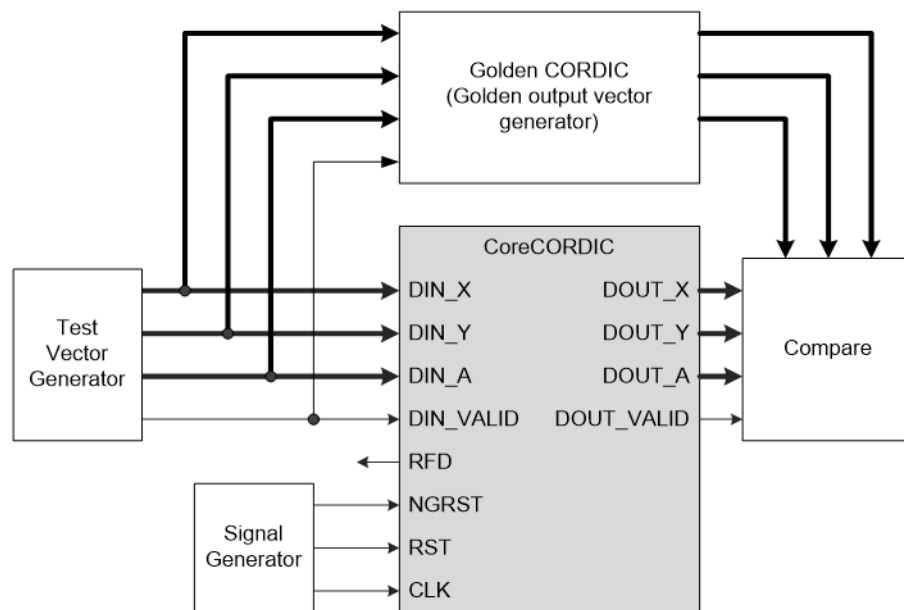 Golden CORDIC
(Golden output vector
generator)
CoreCORDIC
Test
Vector
Generator
DIN_X
DOUT_X
DIN_Y
DOUT_Y
DIN_A
DOUT_A
DIN_VALID
DOUT_VALID
Compare
RFD
NGRST
RST
CLK
Signal
Generator